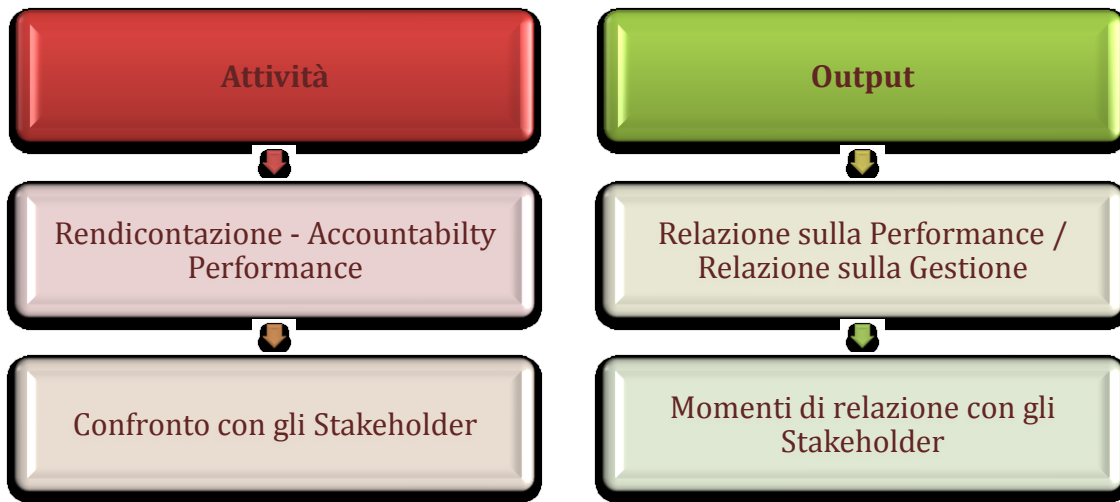 Attività
Output
Rendicontazione - Accountabilty
Performance
Relazione sulla Performance /
Relazione sulla Gestione
Confronto con gli Stakeholder
Momenti di relazione con gli
Stakeholder